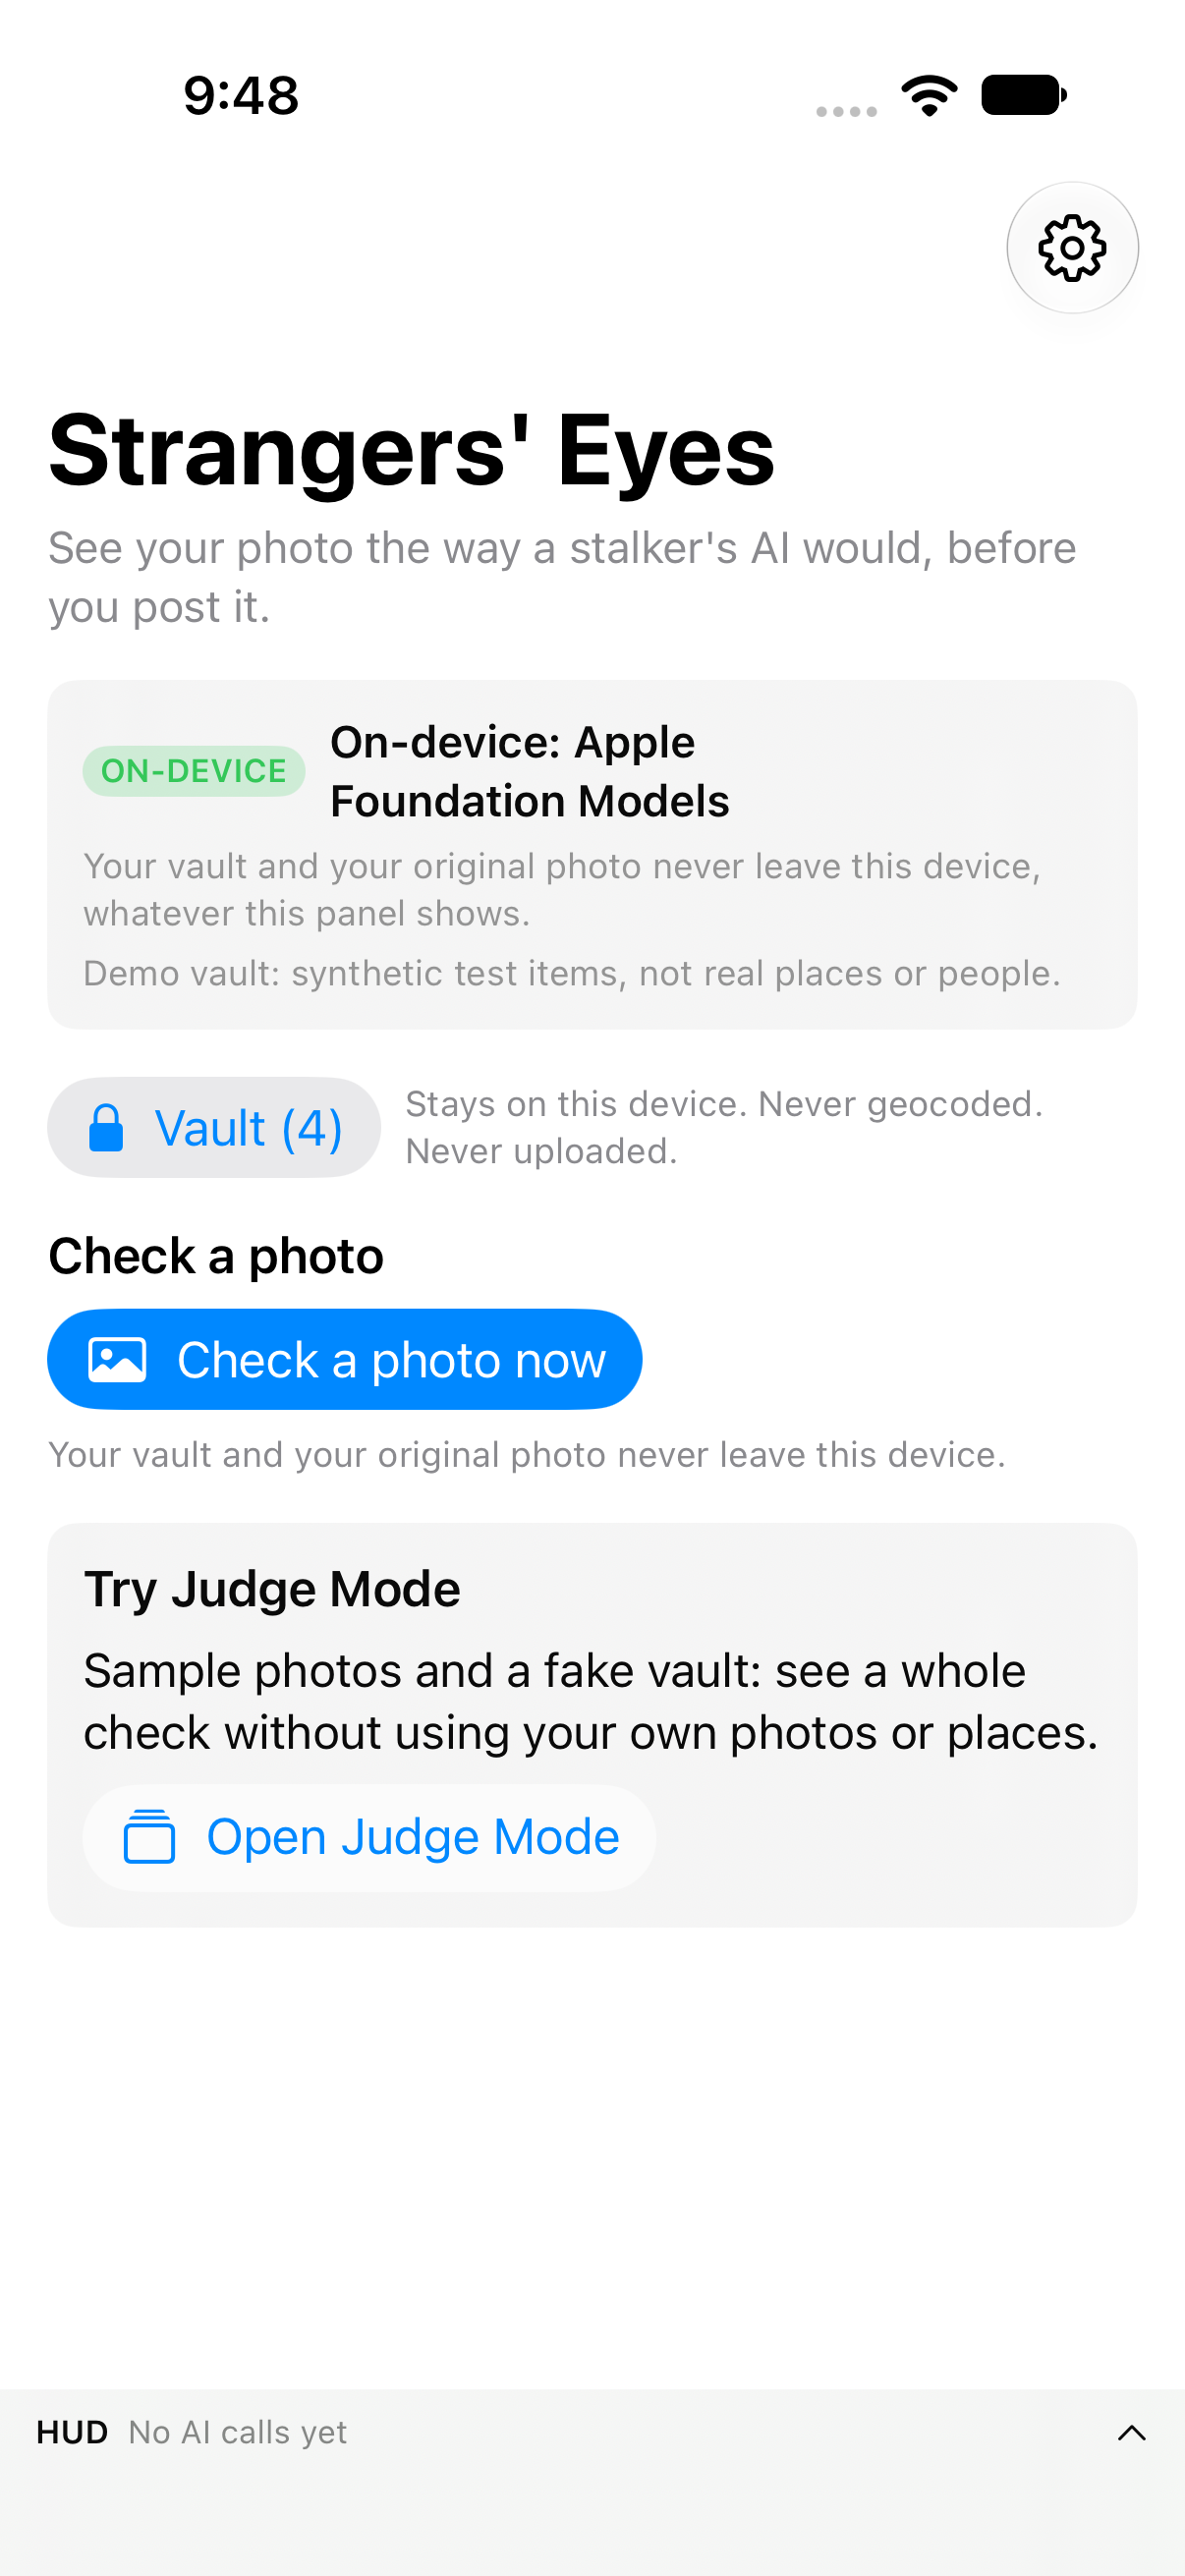 9:48
Strangers' Eyes
See your photo the way a stalker's AI would, before
you post it.
ON-DEVICE
On-device: Apple
Foundation Models
Your vault and your original photo never leave this device,
whatever this panel shows.
Demo vault: synthetic test items, not real places or people.
Vault (4)
Stays on this device. Never geocoded.
Never uploaded.
Check a photo
Check a photo now
Your vault and your original photo never leave this device.
Try Judge Mode
Sample photos and a fake vault: see a whole
check without using your own photos or places.
Open Judge Mode
HUD No AI calls yet